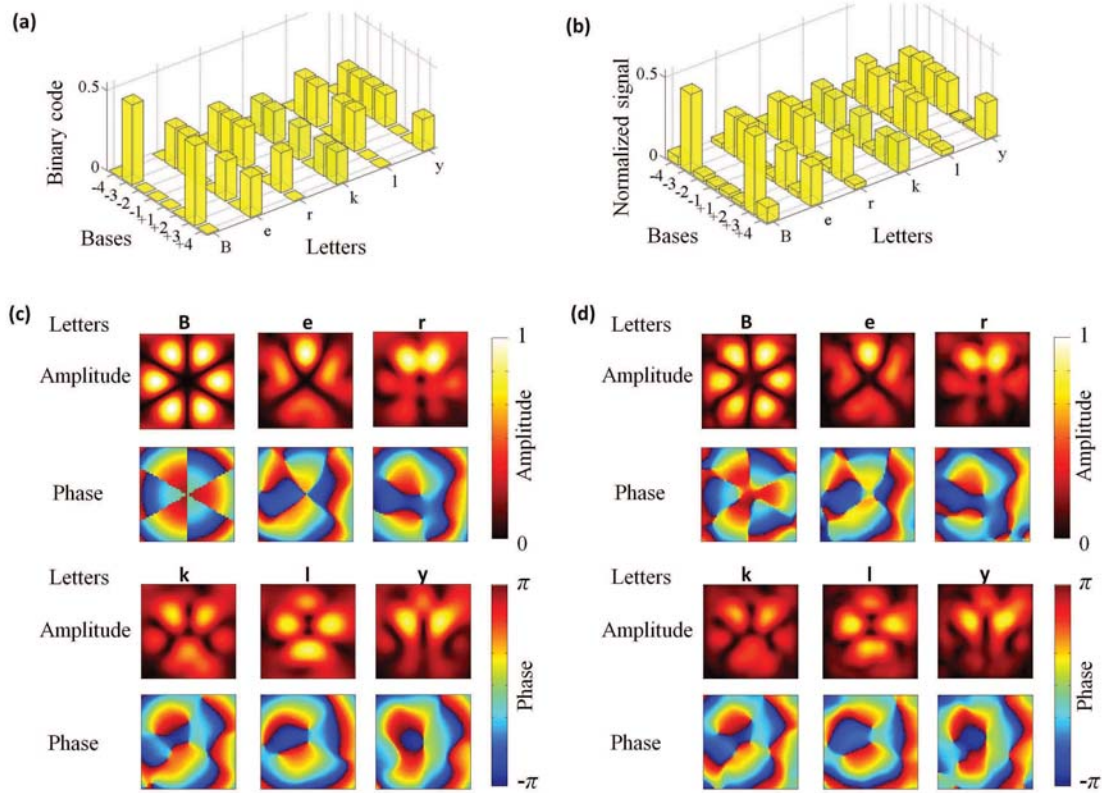 (a)
Binary code
0.5
0
-4
-3
-2
-1
+1
+2
+3
+4
Bases
B
e
r
k
l
y
Letters
(b)
Normalized signal
0.5
0
-4
-3
-2
-1
+1
+2
+3
+4
Bases
B
e
r
k
l
y
Letters
(c)
Letters B e r
Amplitude
Phase
1
Amplitude
0
Letters k l y
Amplitude
Phase
π
Phase
-π
(d)
Letters B e r
Amplitude
Phase
1
Amplitude
0
Letters k l y
Amplitude
Phase
π
Phase
-π